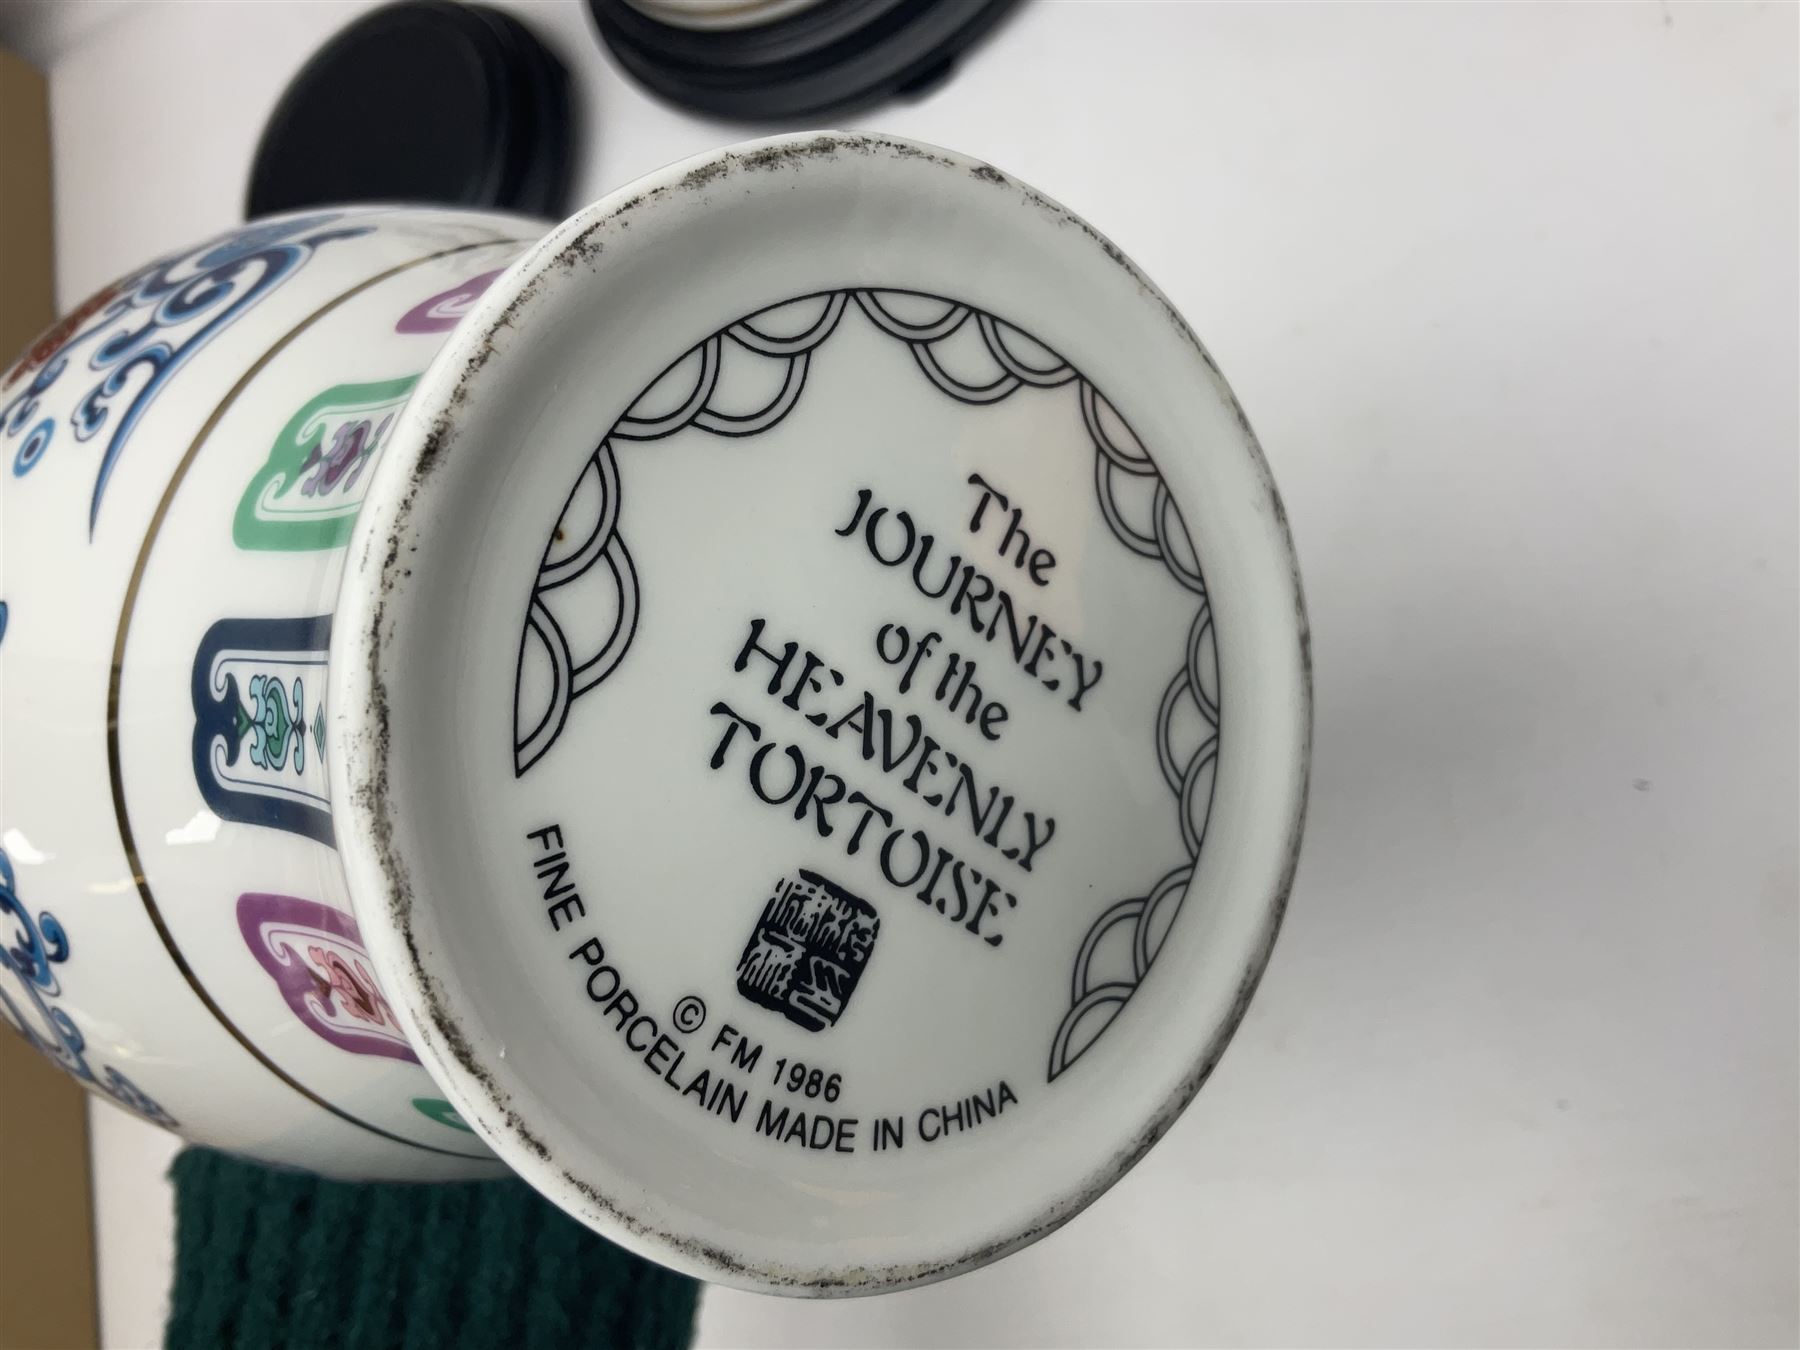 The
JOURNEY
of the
HEAVENLY
TORTOISE
© FM 1986
FINE PORCELAIN MADE IN CHINA